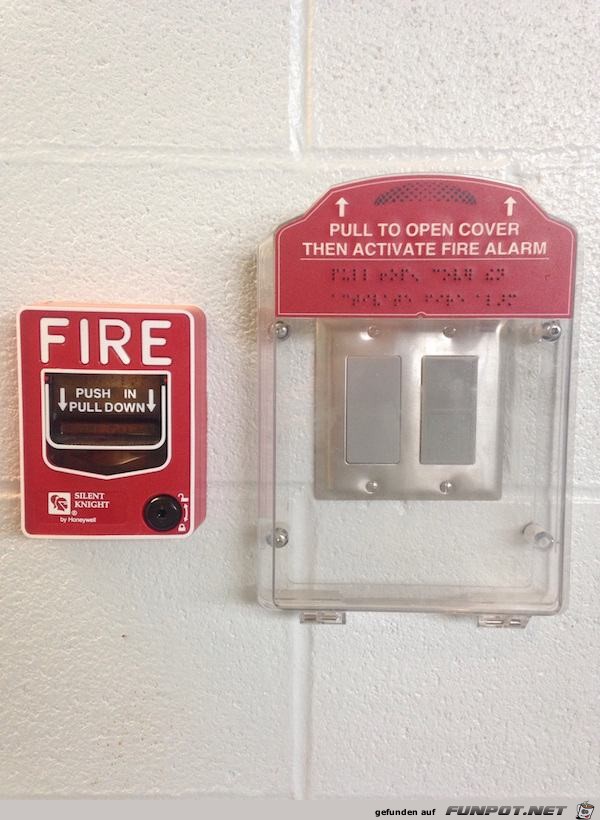 FIRE
PUSH IN
PULL DOWN
SILENT
KNIGHT
®
by Honeywell
PULL TO OPEN COVER
THEN ACTIVATE FIRE ALARM
gefunden auf FUNPOT.NET